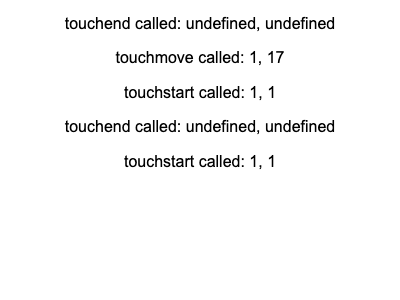 touchend called: undefined, undefined
touchmove called: 1, 17
touchstart called: 1, 1
touchend called: undefined, undefined
touchstart called: 1, 1